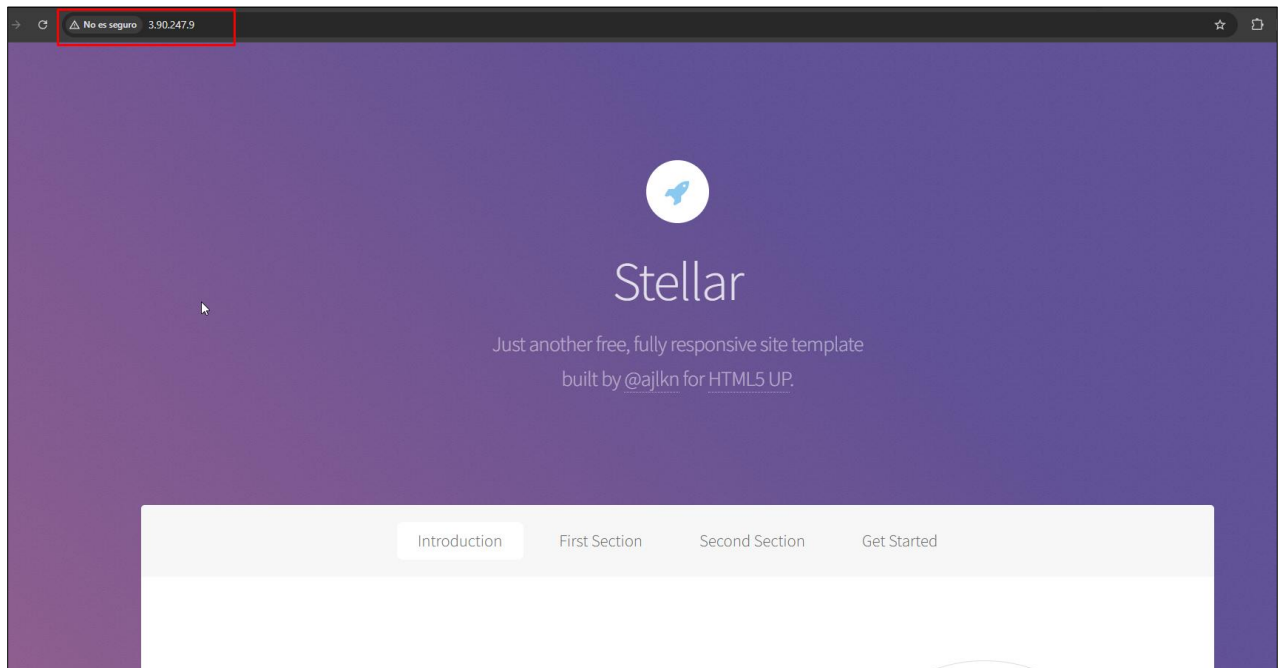 No es seguro 3.90.247.9
Stellar
Just another free, fully responsive site template
built by @ajlkn for HTML5 UP.
Introduction First Section Second Section Get Started